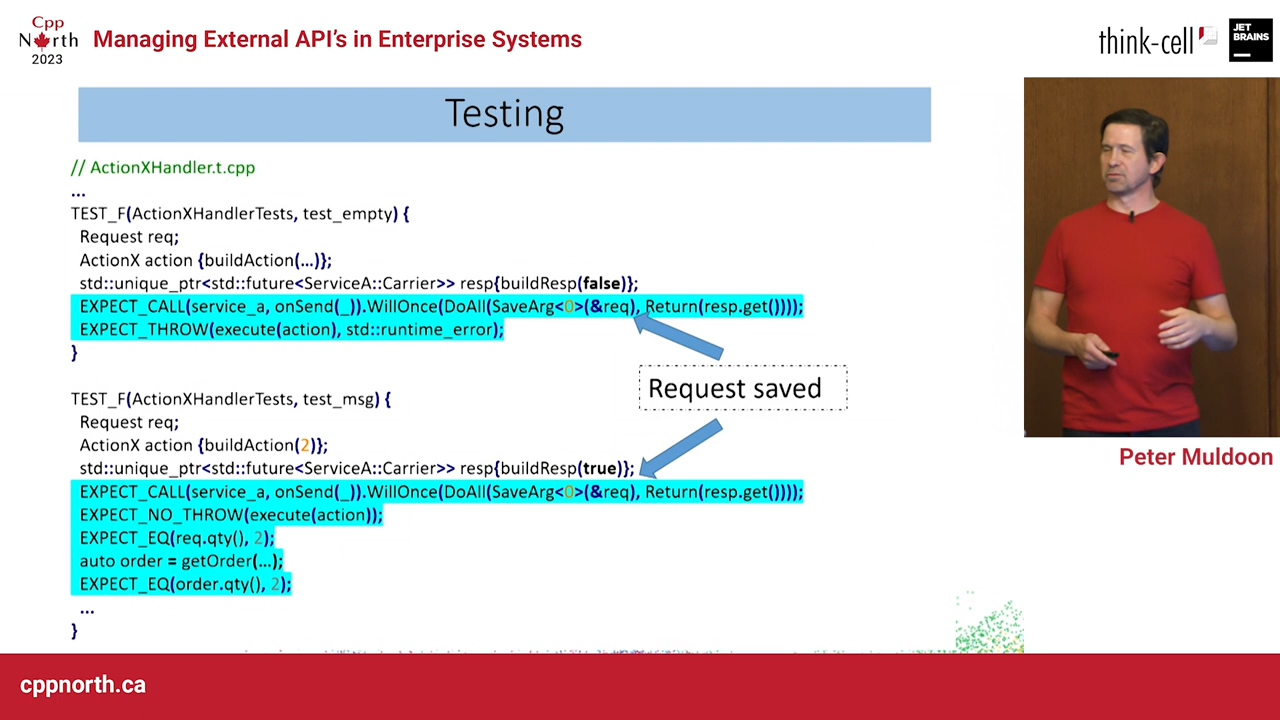 Cpp
North
2023
Managing External API's in Enterprise Systems
think-cell
JET
BRAINS
Testing
// ActionXHandler.t.cpp
...
TEST_F(ActionXHandlerTests, test_empty) {
Request req;
ActionX action {buildAction(...)};
std::unique_ptr<std::future<ServiceA::Carrier>> resp{buildResp(false)};
EXPECT_CALL(service_a, onSend(_)).WillOnce(DoAll(SaveArg<0>(&req), Return(resp.get())));
EXPECT_THROW(execute(action), std::runtime_error);
}
Request saved
TEST_F(ActionXHandlerTests, test_msg) {
Request req;
ActionX action {buildAction(2)};
std::unique_ptr<std::future<ServiceA::Carrier>> resp{buildResp(true)};
EXPECT_CALL(service_a, onSend(_)).WillOnce(DoAll(SaveArg<0>(&req), Return(resp.get())));
EXPECT_NO_THROW(execute(action));
EXPECT_EQ(req.qty(), 2);
auto order = getOrder(...);
EXPECT_EQ(order.qty(), 2);
...
}
Peter Muldoon
cppnorth.ca